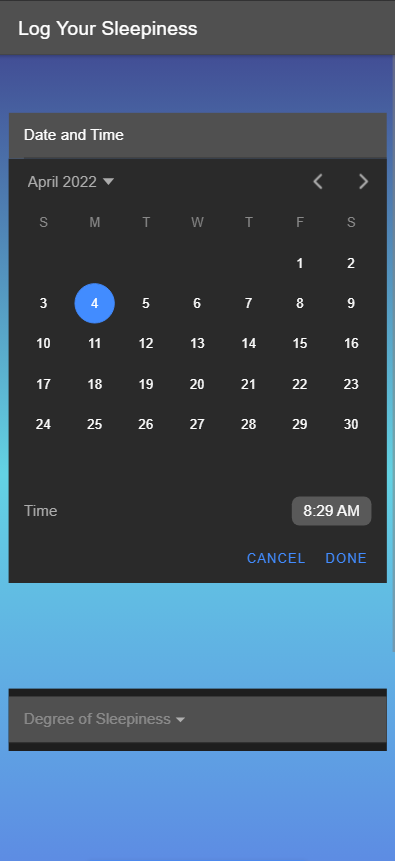 Log Your Sleepiness
Date and Time
April 2022
S M T W T F S
1 2
3 4 5 6 7 8 9
10 11 12 13 14 15 16
17 18 19 20 21 22 23
24 25 26 27 28 29 30
Time 8:29 AM
CANCEL DONE
Degree of Sleepiness